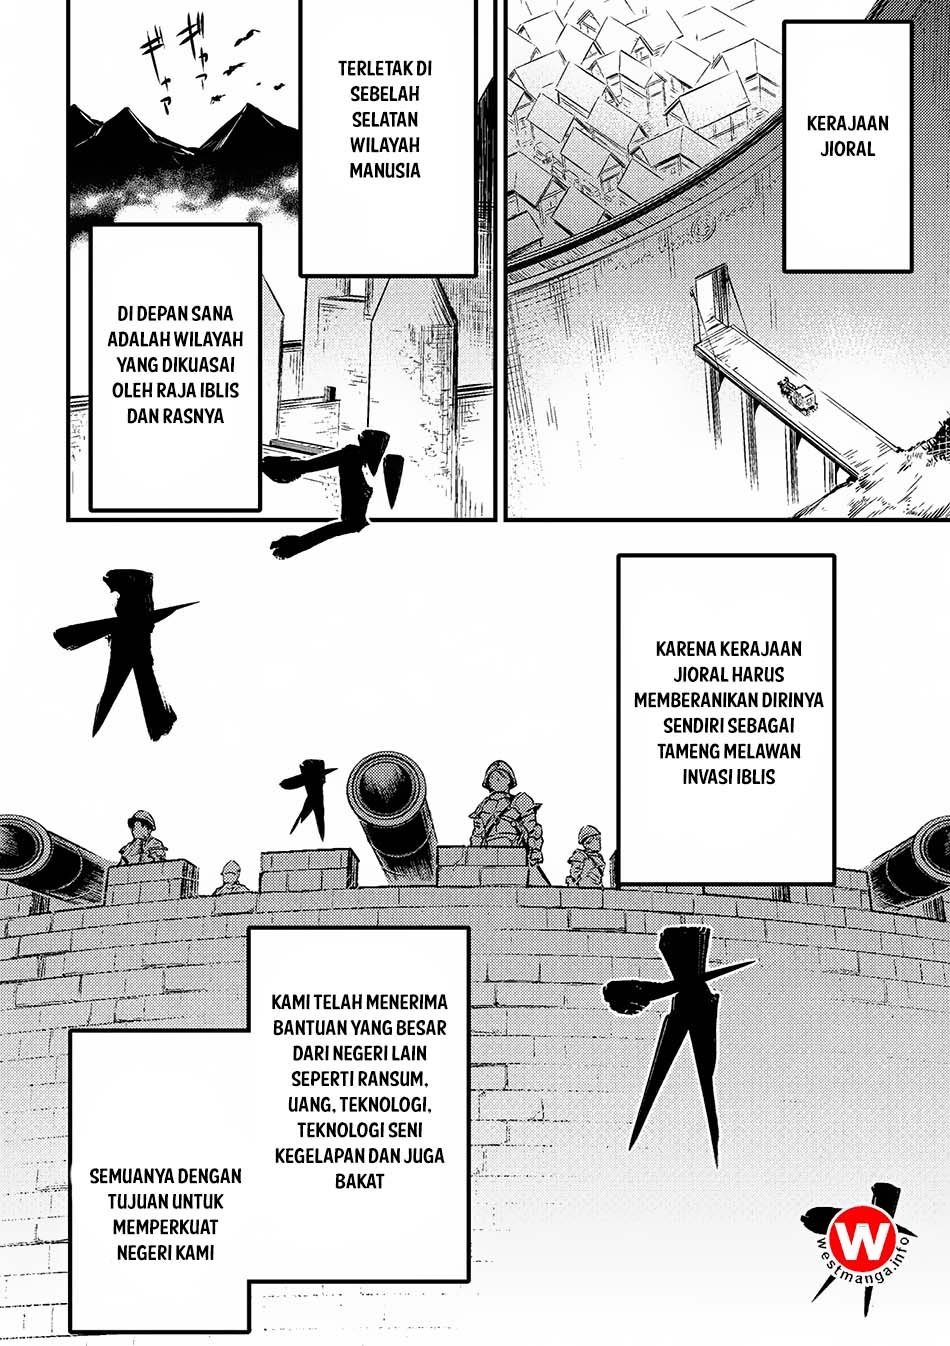 KERAJAAN
JIORAL
TERLETAK DI
SEBELAH
SELATAN
WILAYAH
MANUSIA
DI DEPAN SANA
ADALAH WILAYAH
YANG DIKUASAI
OLEH RAJA IBLIS
DAN RASNYA
KARENA KERAJAAN
JIORAL HARUS
MEMBERANIKAN DIRINYA
SENDIRI SEBAGAI
TAMENG MELAWAN
INVASI IBLIS
KAMI TELAH MENERIMA
BANTUAN YANG BESAR
DARI NEGERI LAIN
SEPERTI RANSUM,
UANG, TEKNOLOGI,
TEKNOLOGI SENI
KEGELAPAN DAN JUGA
BAKAT
SEMUANYA DENGAN
TUJUAN UNTUK
MEMPERKUAT
NEGERI KAMI
W
westmanga.info